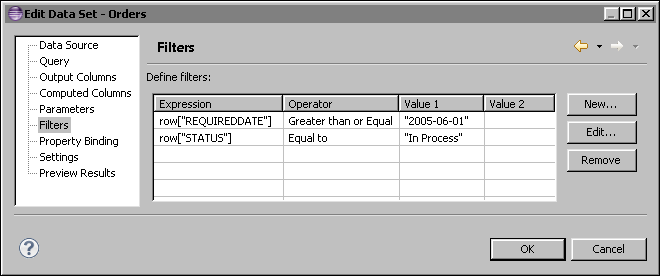 Edit Data Set - Orders
Data Source
Query
Output Columns
Computed Columns
Parameters
Filters
Property Binding
Settings
Preview Results
Filters
Define filters:
Expression Operator Value 1 Value 2
row["REQUIREDDATE"] Greater than or Equal "2005-06-01"
row["STATUS"] Equal to "In Process"
New...
Edit...
Remove
?
OK Cancel